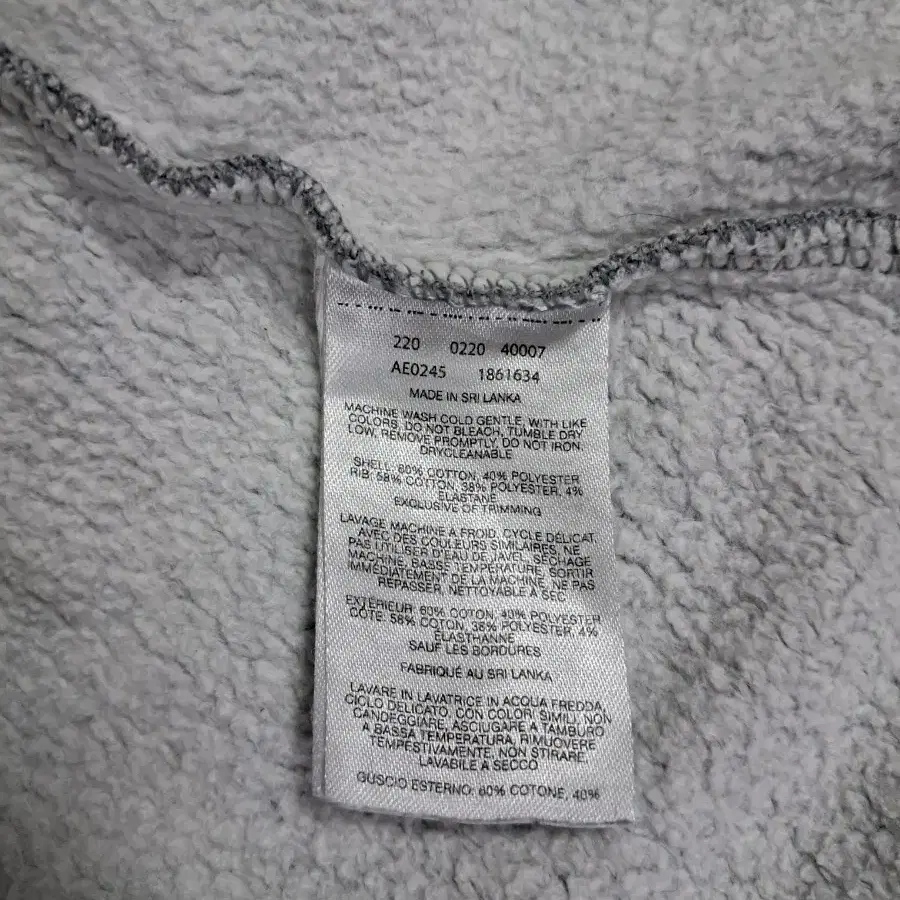 220 0220 40007
AE0245 1861634
MADE IN SRI LANKA
MACHINE WASH COLD GENTLE, WITH LIKE
COLORS, DO NOT BLEACH, TUMBLE DRY
LOW, REMOVE PROMPTLY, DO NOT IRON,
DRYCLEANABLE
SHELL: 60% COTTON, 40% POLYESTER
RIB: 58% COTTON, 38% POLYESTER, 4%
ELASTANE
EXCLUSIVE OF TRIMMING
LAVAGE MACHINE A FROID, CYCLE DÉLICAT
AVEC DES COULEURS SIMILAIRES, NE
PAS UTILISER D'EAU DE JAVEL, SÉCHAGE
MACHINE, BASSE TEMPÉRATURE, SORTIR
IMMÉDIATEMENT DE LA MACHINE, NE PAS
REPASSER, NETTOYABLE À SEC
EXTÉRIEUR: 60% COTON, 40% POLYESTER
CÔTE: 58% COTON, 38% POLYESTER, 4%
ÉLASTHANNE
SAUF LES BORDURES
FABRIQUÉ AU SRI LANKA
LAVARE IN LAVATRICE IN ACQUA FREDDA,
CICLO DELICATO, CON COLORI SIMILI, NON
CANDEGGIARE, ASCIUGARE A TAMBURO
A BASSA TEMPERATURA, RIMUOVERE
TEMPESTIVAMENTE, NON STIRARE,
LAVABILE A SECCO
GUSCIO ESTERNO: 60% COTONE, 40%